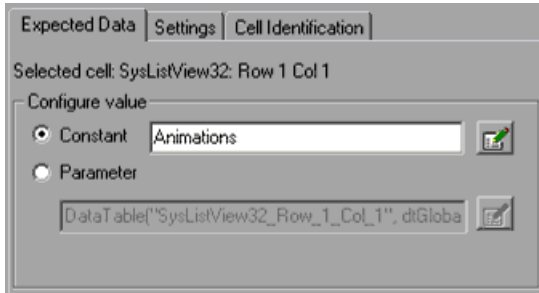 Expected Data Settings Cell Identification
Selected cell: SysListView32: Row 1 Col 1
Configure value
Constant Animations
Parameter
DataTable("SysListView32_Row_1_Col_1", dtGloba